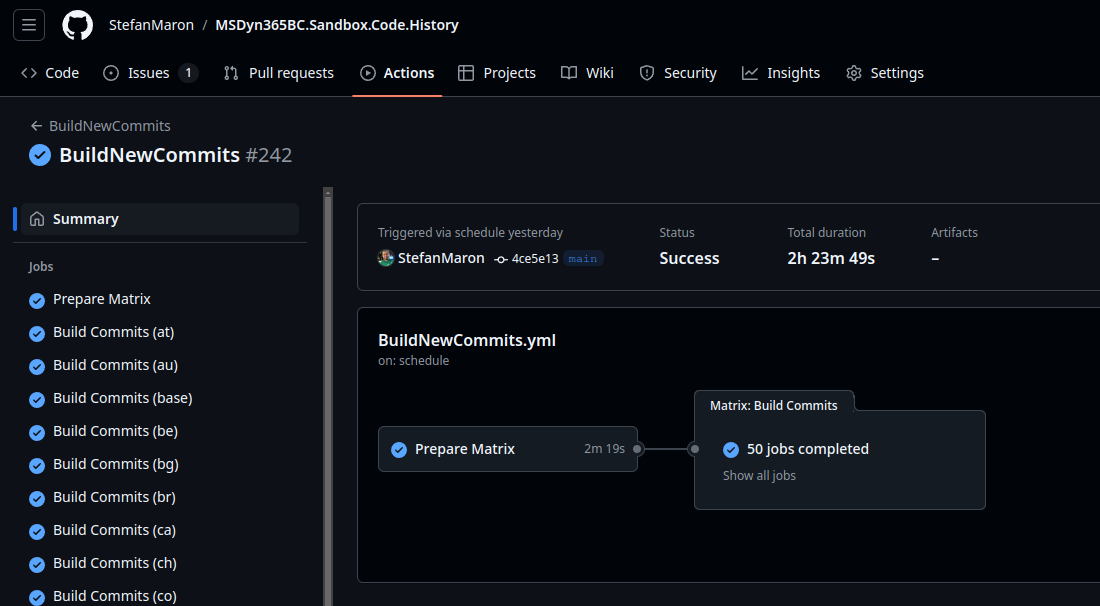 StefanMaron / MSDyn365BC.Sandbox.Code.History
Code Issues 1 Pull requests Actions Projects Wiki Security Insights Settings
BuildNewCommits
BuildNewCommits #242
Summary
Jobs
Prepare Matrix
Build Commits (at)
Build Commits (au)
Build Commits (base)
Build Commits (be)
Build Commits (bg)
Build Commits (br)
Build Commits (ca)
Build Commits (ch)
Build Commits (co)
Triggered via schedule yesterday
StefanMaron 4ce5e13 main
Status
Success
Total duration
2h 23m 49s
Artifacts
–
BuildNewCommits.yml
on: schedule
Prepare Matrix 2m 19s
Matrix: Build Commits
50 jobs completed
Show all jobs